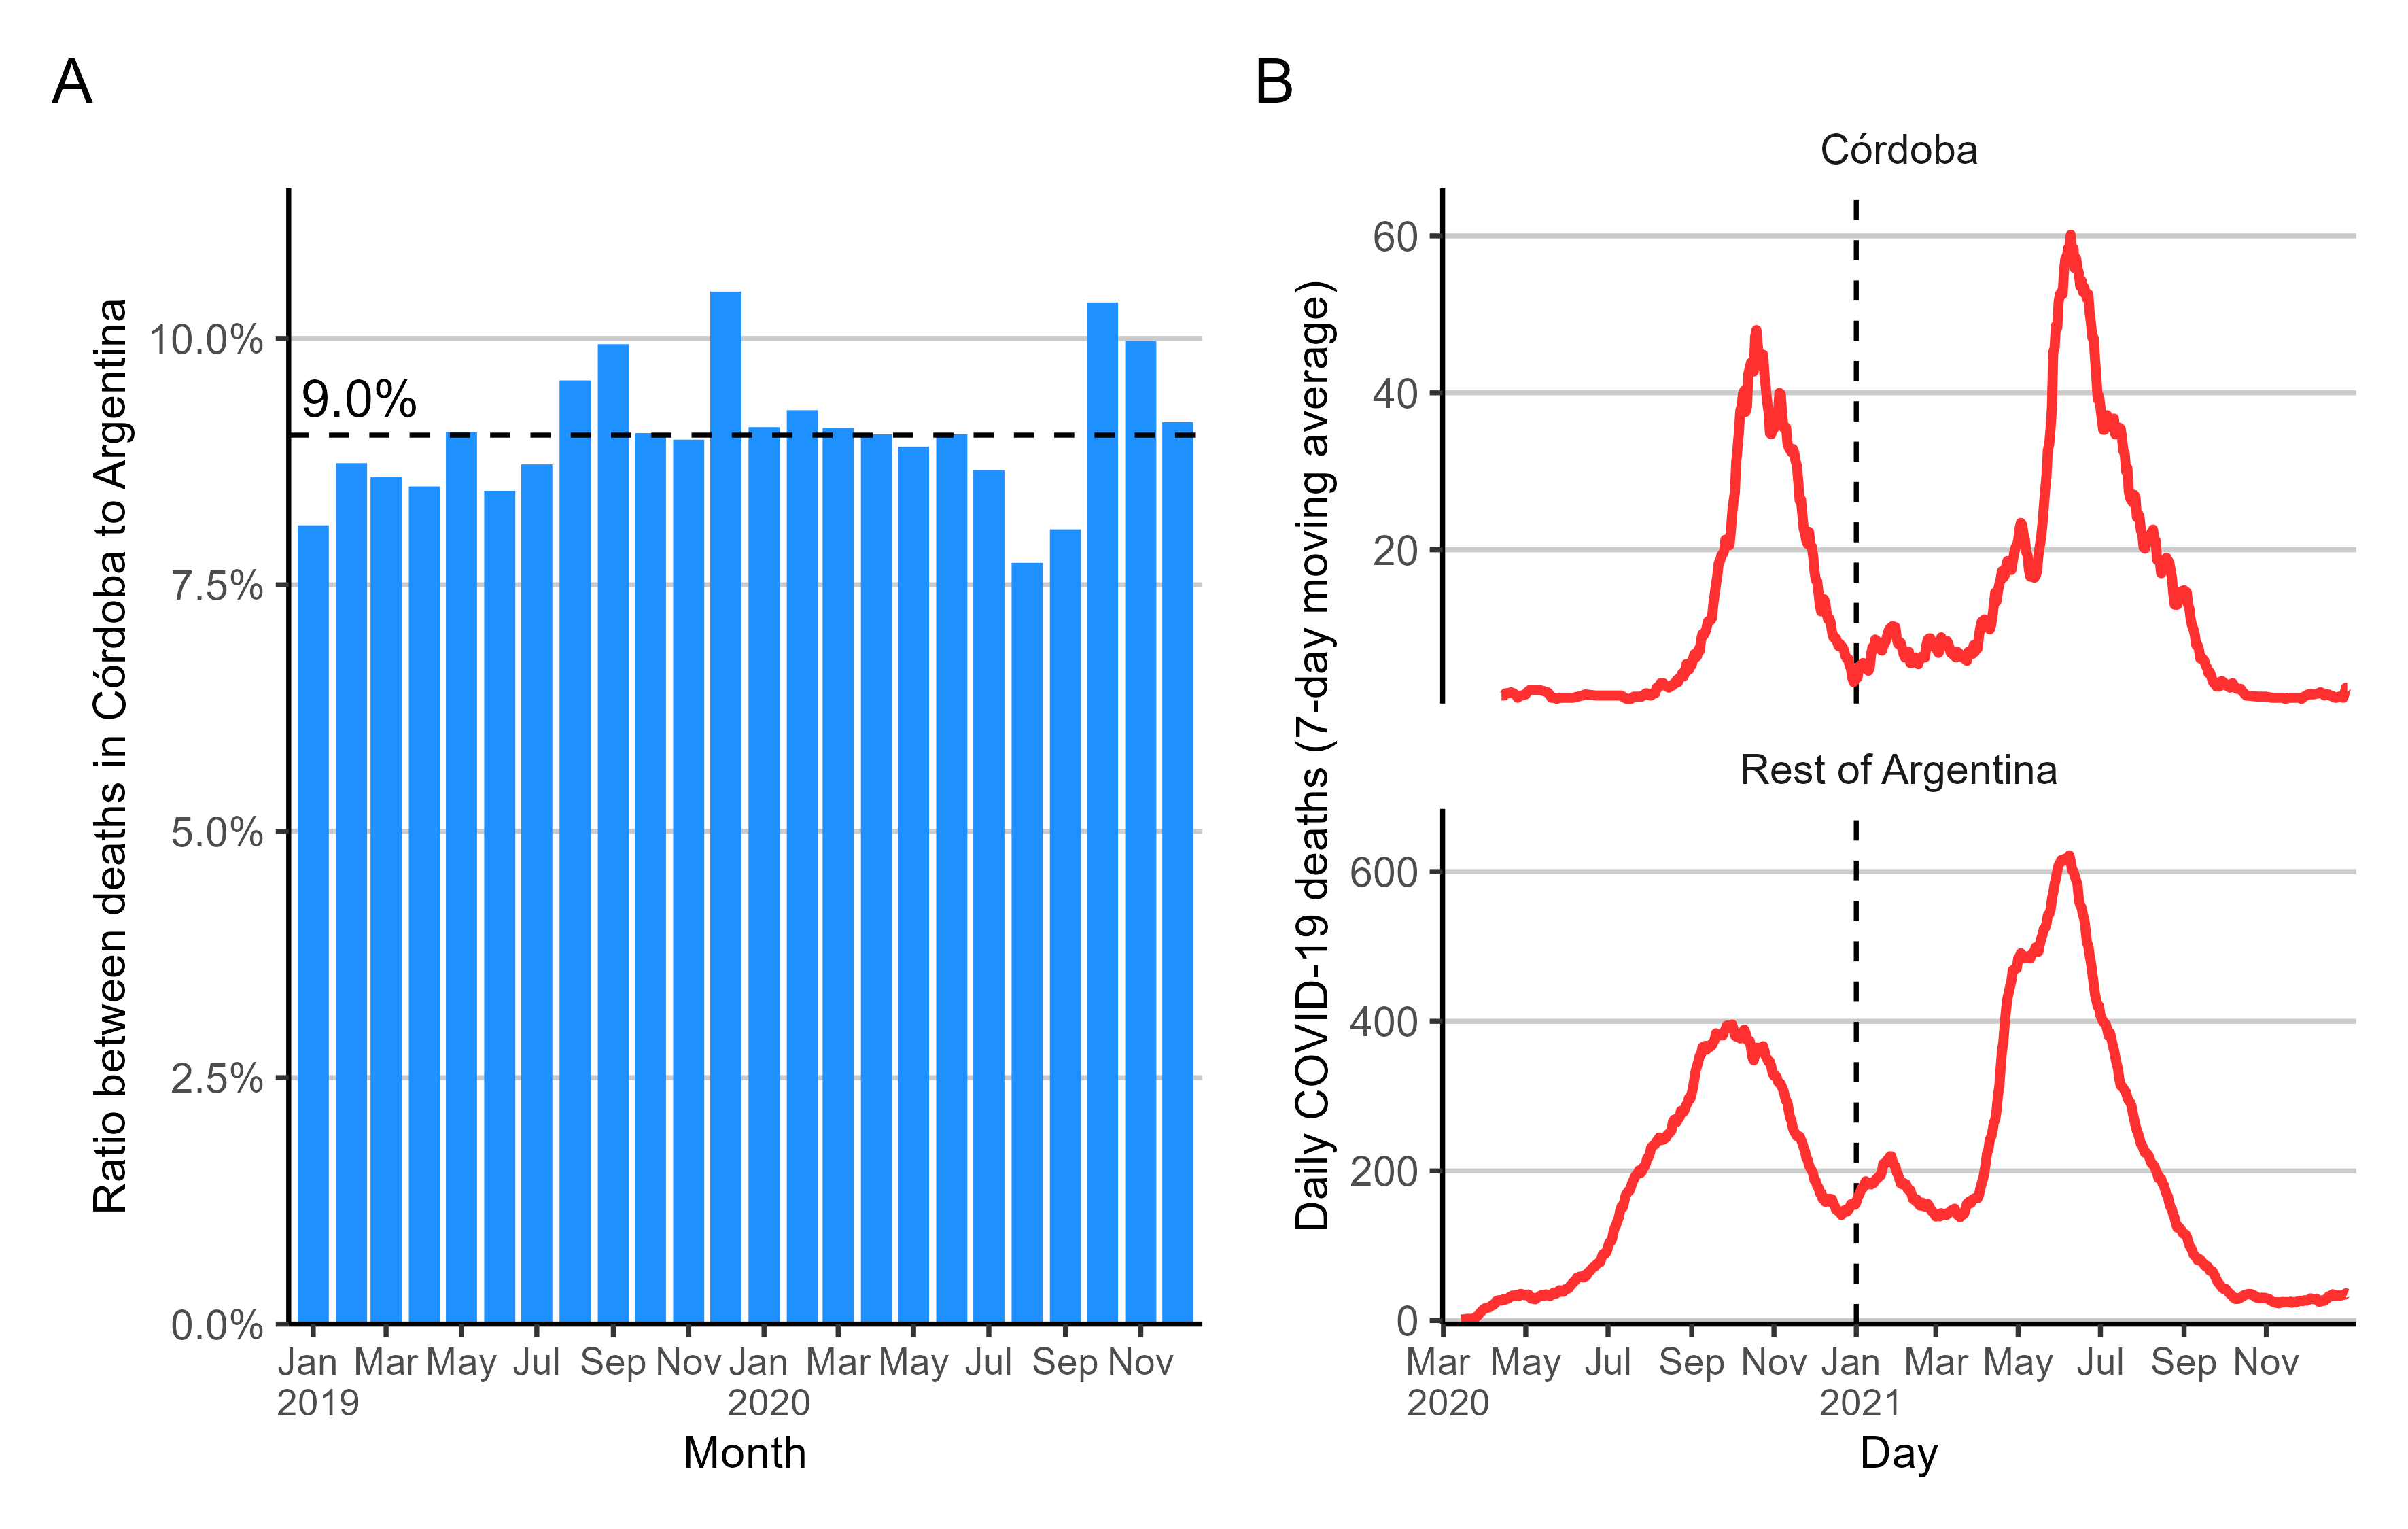 A
Ratio between deaths in Córdoba to Argentina
10.0%
7.5%
5.0%
2.5%
0.0%
9.0%
Jan Mar May Jul Sep Nov Jan Mar May Jul Sep Nov
2019 2020
Month
B
Daily COVID-19 deaths (7-day moving average)
Córdoba
60
40
20
Rest of Argentina
600
400
200
0
Mar May Jul Sep Nov Jan Mar May Jul Sep Nov
2020 2021
Day